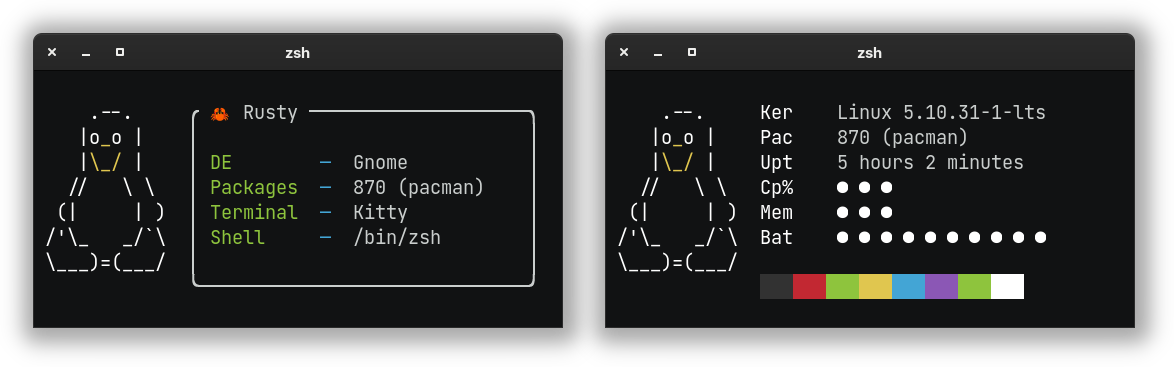 zsh
    .--.
   |o_o |
   |\_/ |
  //   \ \
 (|     | )
/'\_   _/`\
\___)=(___/
🦀 Rusty
DE – Gnome
Packages – 870 (pacman)
Terminal – Kitty
Shell – /bin/zsh
zsh
    .--.
   |o_o |
   |\_/ |
  //   \ \
 (|     | )
/'\_   _/`\
\___)=(___/
Ker Linux 5.10.31-1-lts
Pac 870 (pacman)
Upt 5 hours 2 minutes
Cp% ● ● ●
Mem ● ● ●
Bat ● ● ● ● ● ● ● ● ● ●